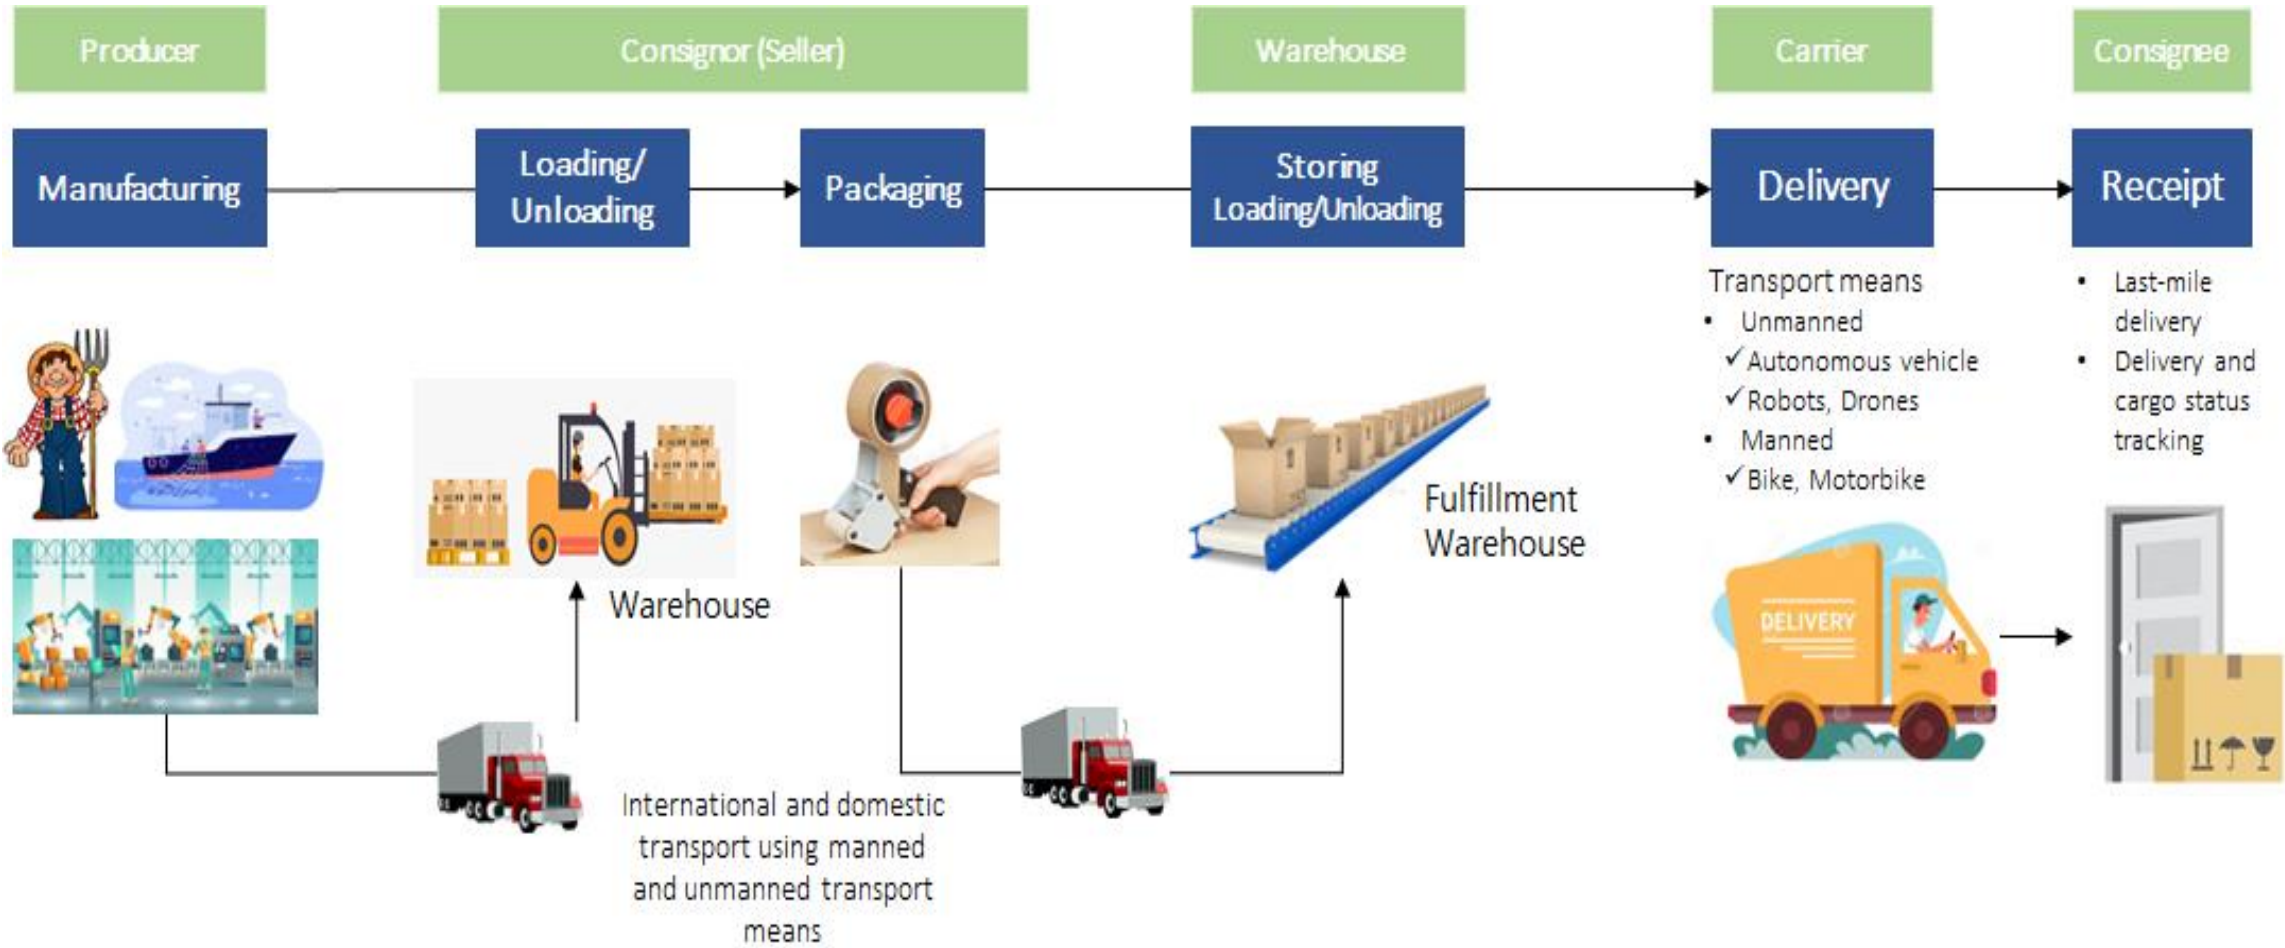 Producer
Consignor (Seller)
Warehouse
Carrier
Consignee
Manufacturing
Loading/
Unloading
Packaging
Storing
Loading/Unloading
Delivery
Receipt
Transport means
• Unmanned
✓Autonomous vehicle
✓Robots, Drones
• Manned
✓Bike, Motorbike
• Last-mile
delivery
• Delivery and
cargo status
tracking
Fulfillment
Warehouse
Warehouse
DELIVERY
International and domestic
transport using manned
and unmanned transport
means